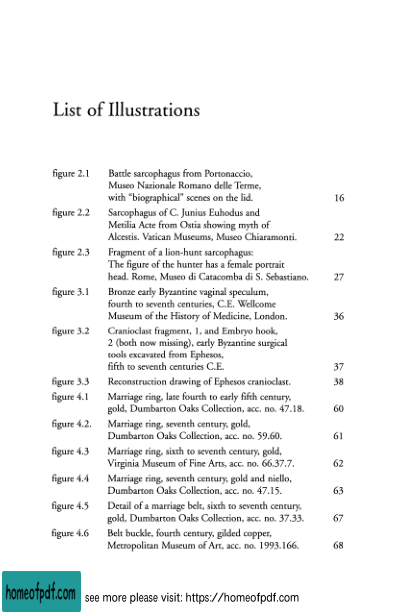 List of Illustrations
figure 2.1 Battle sarcophagus from Portonaccio,
Museo Nazionale Romano delle Terme,
with “biographical” scenes on the lid. 16
figure 2.2 Sarcophagus of C. Junius Euhodus and
Metilia Acte from Ostia showing myth of
Alcestis. Vatican Museums, Museo Chiaramonti. 22
figure 2.3 Fragment of a lion-hunt sarcophagus:
The figure of the hunter has a female portrait
head. Rome, Museo di Catacomba di S. Sebastiano. 27
figure 3.1 Bronze early Byzantine vaginal speculum,
fourth to seventh centuries, C.E. Wellcome
Museum of the History of Medicine, London. 36
figure 3.2 Cranioclast fragment, 1, and Embryo hook,
2 (both now missing), early Byzantine surgical
tools excavated from Ephesos,
fifth to seventh centuries C.E. 37
figure 3.3 Reconstruction drawing of Ephesos cranioclast. 38
figure 4.1 Marriage ring, late fourth to early fifth century,
gold, Dumbarton Oaks Collection, acc. no. 47.18. 60
figure 4.2. Marriage ring, seventh century, gold,
Dumbarton Oaks Collection, acc. no. 59.60. 61
figure 4.3 Marriage ring, sixth to seventh century, gold,
Virginia Museum of Fine Arts, acc. no. 66.37.7. 62
figure 4.4 Marriage ring, seventh century, gold and niello,
Dumbarton Oaks Collection, acc. no. 47.15. 63
figure 4.5 Detail of a marriage belt, sixth to seventh century,
gold, Dumbarton Oaks Collection, acc. no. 37.33. 67
figure 4.6 Belt buckle, fourth century, gilded copper,
Metropolitan Museum of Art, acc. no. 1993.166. 68
homeofpdf.com see more please visit: https://homeofpdf.com